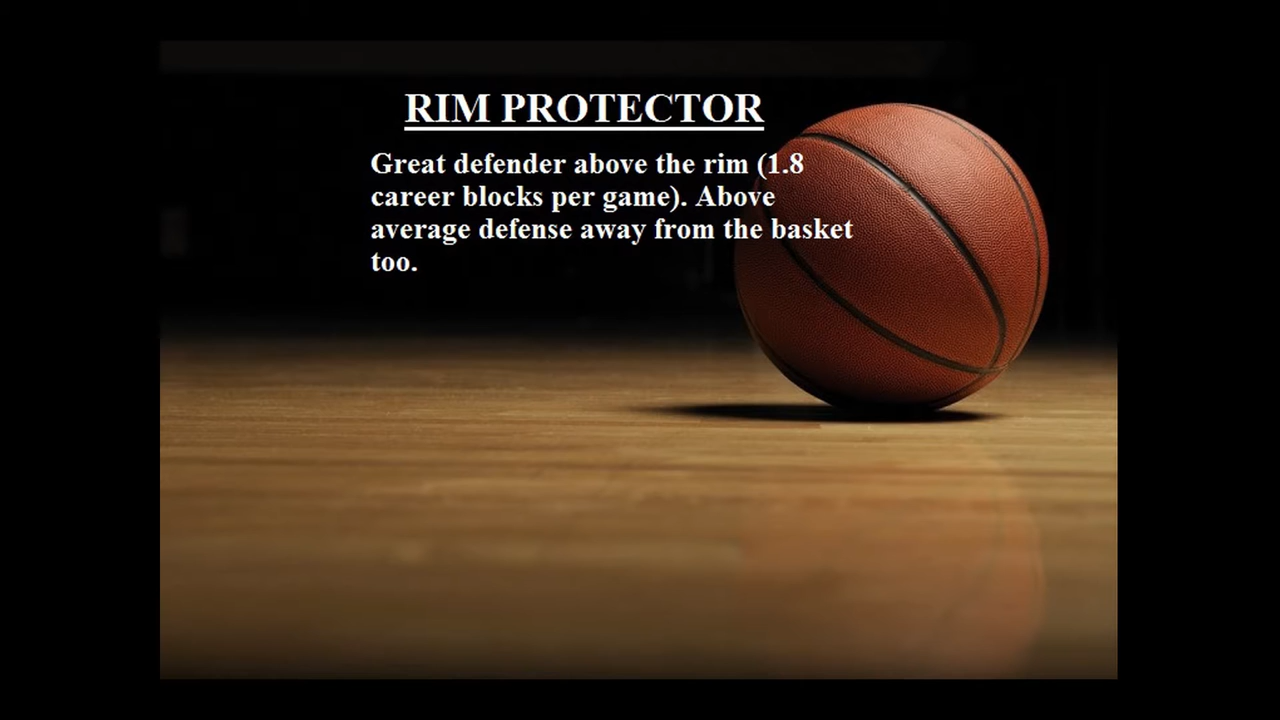 RIM PROTECTOR
Great defender above the rim (1.8
career blocks per game). Above
average defense away from the basket
too.